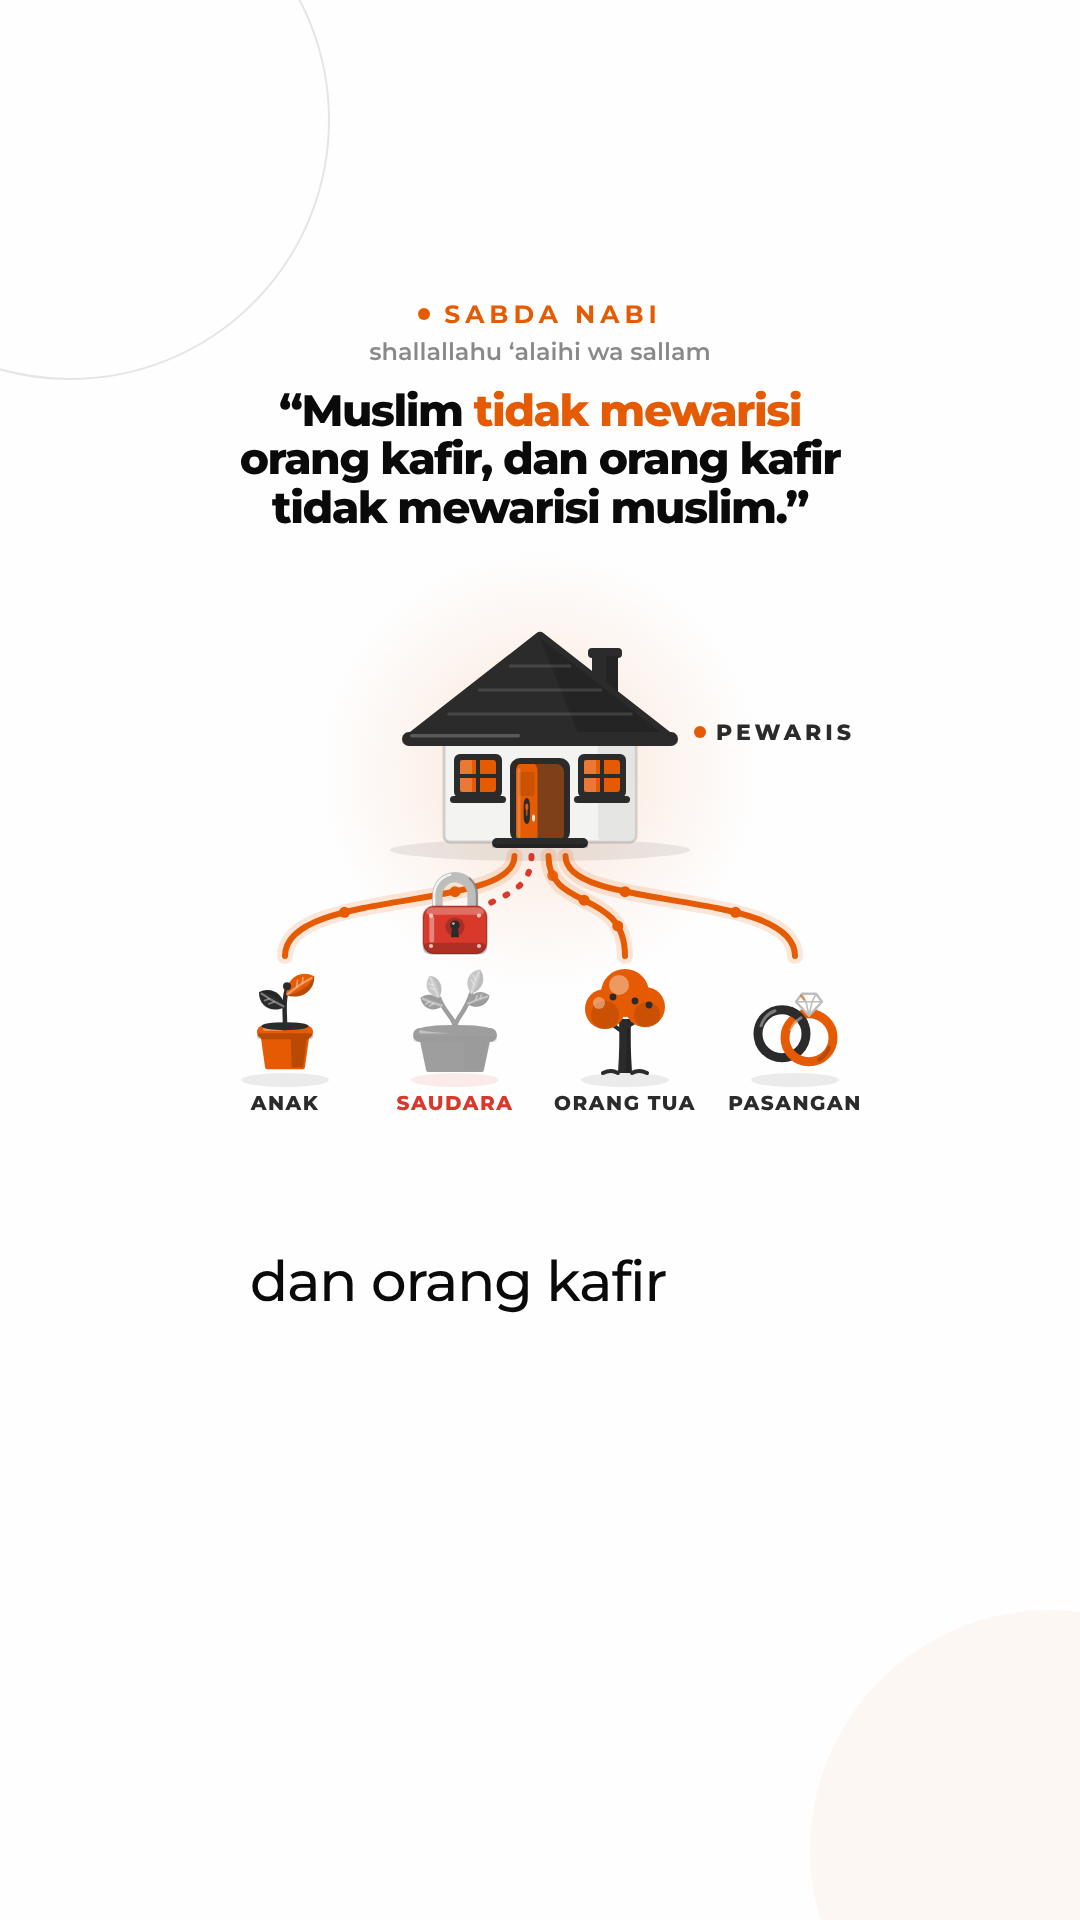 SABDA NABI
shallallahu ‘alaihi wa sallam
“Muslim tidak mewarisi
orang kafir, dan orang kafir
tidak mewarisi muslim.”
PEWARIS
ANAK
SAUDARA
ORANG TUA
PASANGAN
dan orang kafir